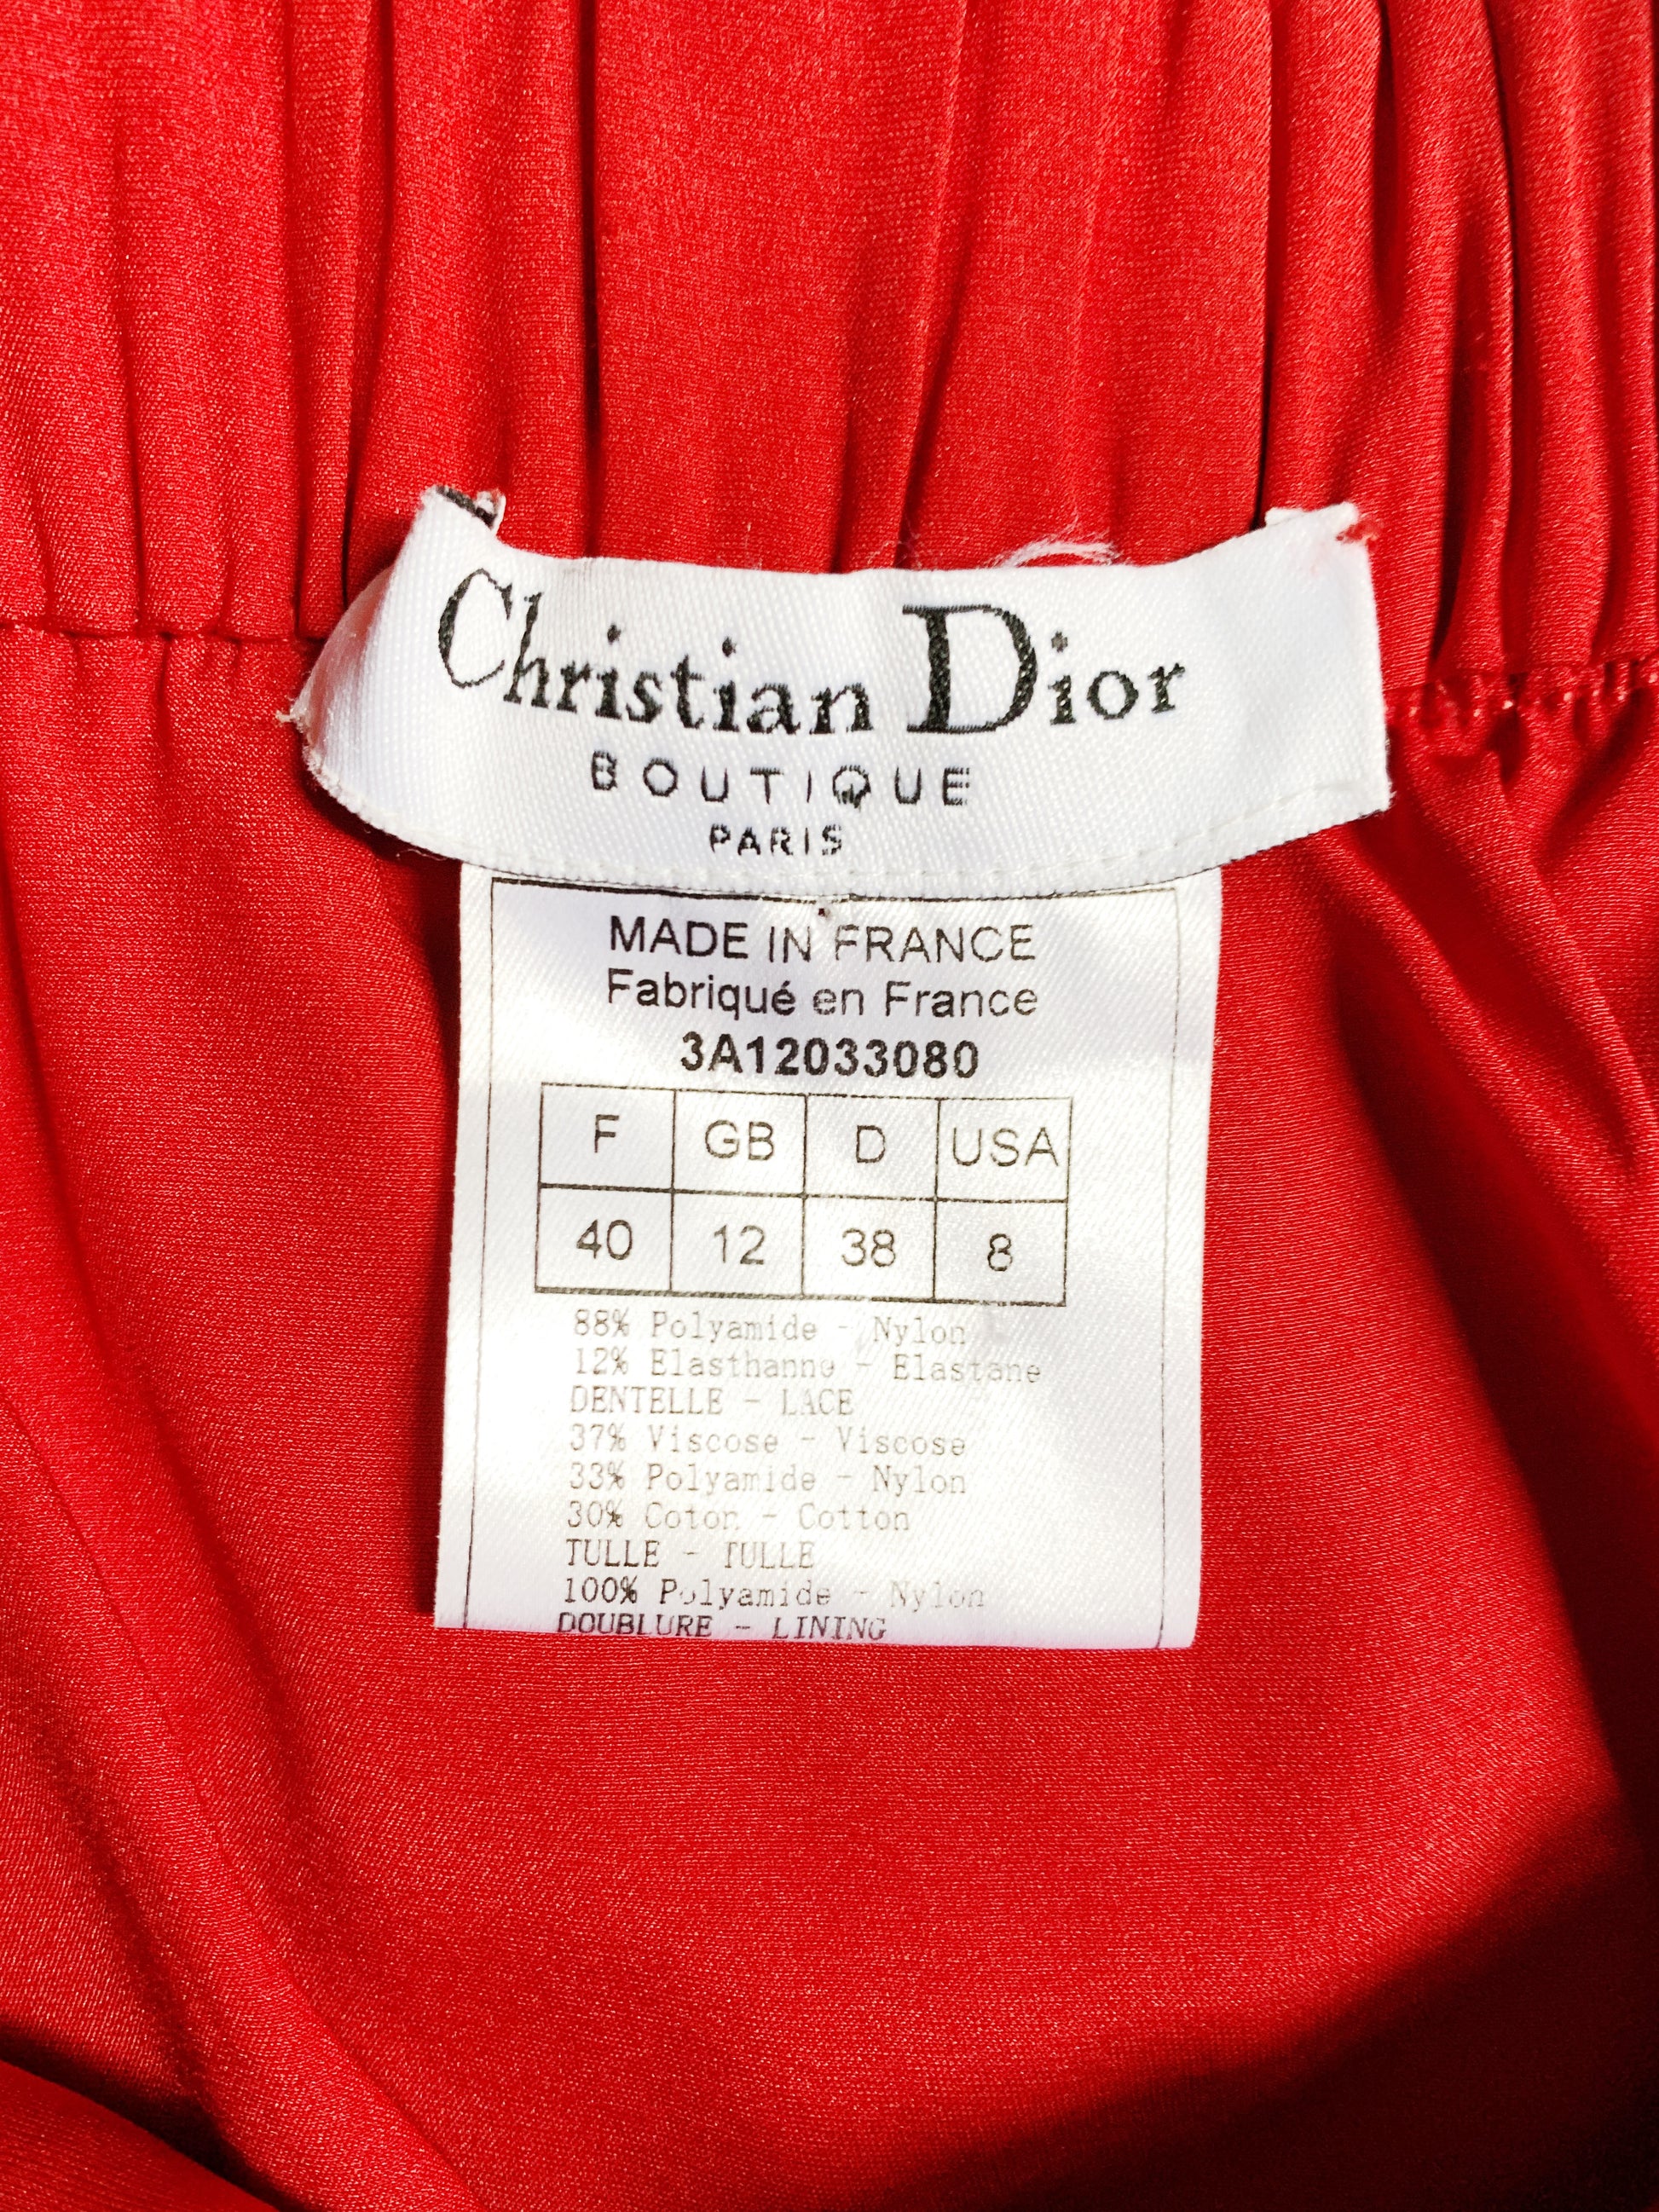 Christian Dior
BOUTIQUE
PARIS
MADE IN FRANCE
Fabriqué en France
3A12033080
F GB D USA
40 12 38 8
88% Polyamide - Nylon
12% Elasthanne - Elastane
DENTELLE - LACE
37% Viscose - Viscose
33% Polyamide - Nylon
30% Coton - Cotton
TULLE - TULLE
100% Polyamide - Nylon
DOUBLURE - LINING